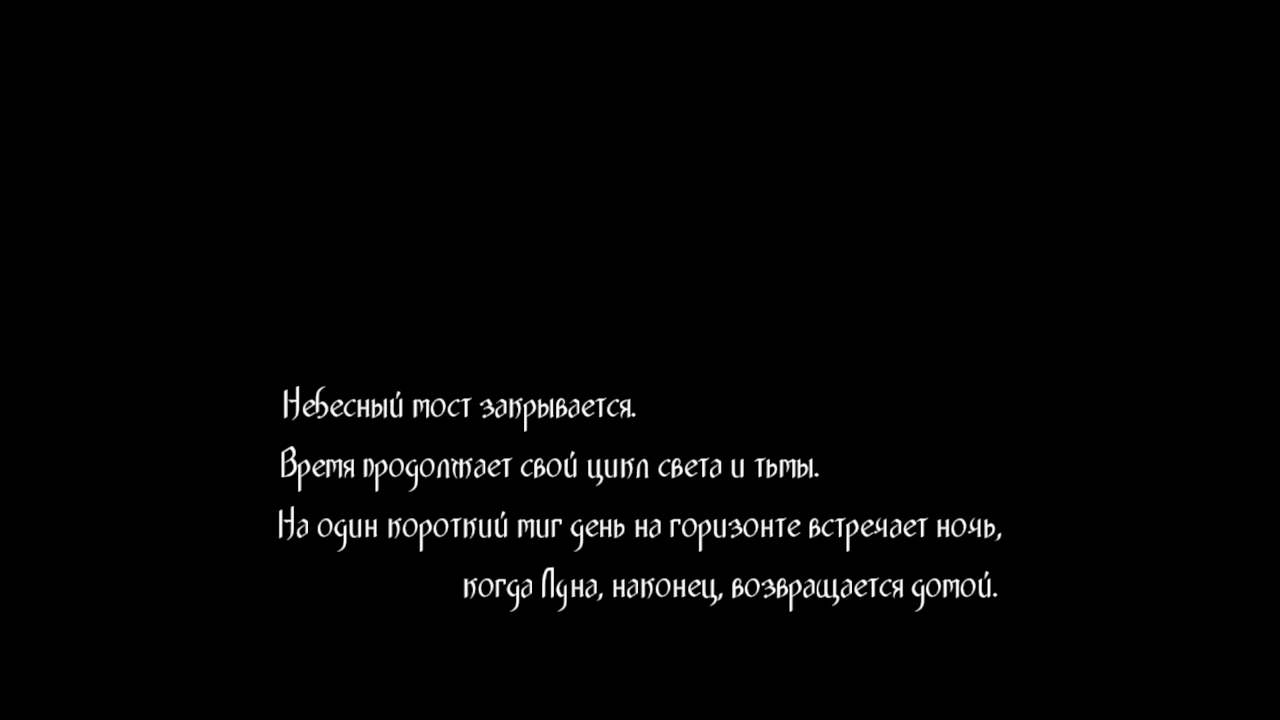 Небесный мост закрывается.
Время продолжает свой цикл света и тьмы.
На один короткий миг день на горизонте встречает ночь,
когда Луна, наконец, возвращается домой.